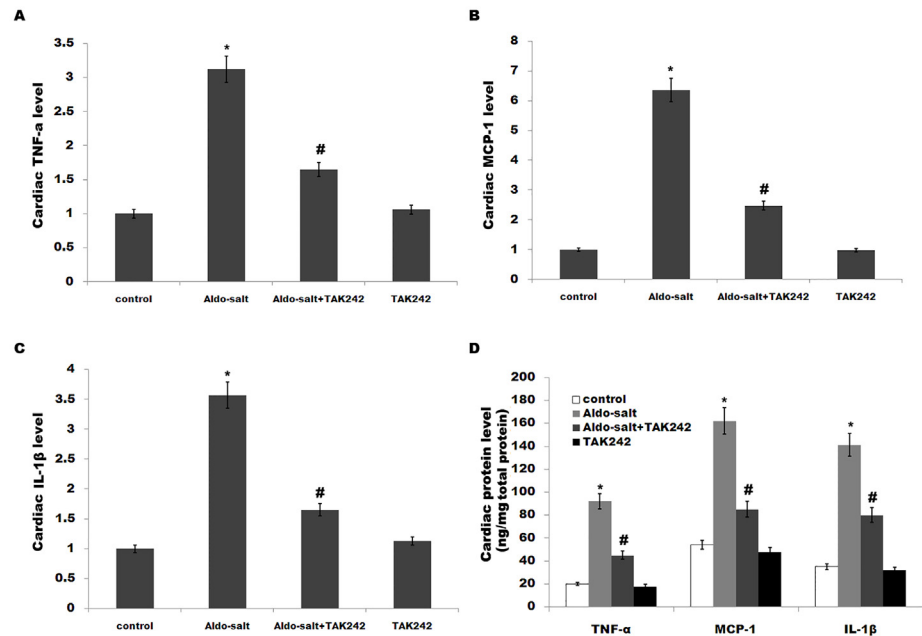 A
Cardiac TNF-a level
3.5
3
2.5
2
1.5
1
0.5
0
*
#
control
Aldo-salt
Aldo-salt+TAK242
TAK242
B
Cardiac MCP-1 level
8
7
6
5
4
3
2
1
0
*
#
control
Aldo-salt
Aldo-salt+TAK242
TAK242
C
Cardiac IL-1β level
4
3.5
3
2.5
2
1.5
1
0.5
0
*
#
control
Aldo-salt
Aldo-salt+TAK242
TAK242
D
Cardiac protein level
(ng/mg total protein)
200
180
160
140
120
100
80
60
40
20
0
control
Aldo-salt
Aldo-salt+TAK242
TAK242
*
#
*
#
*
#
TNF-α
MCP-1
IL-1β